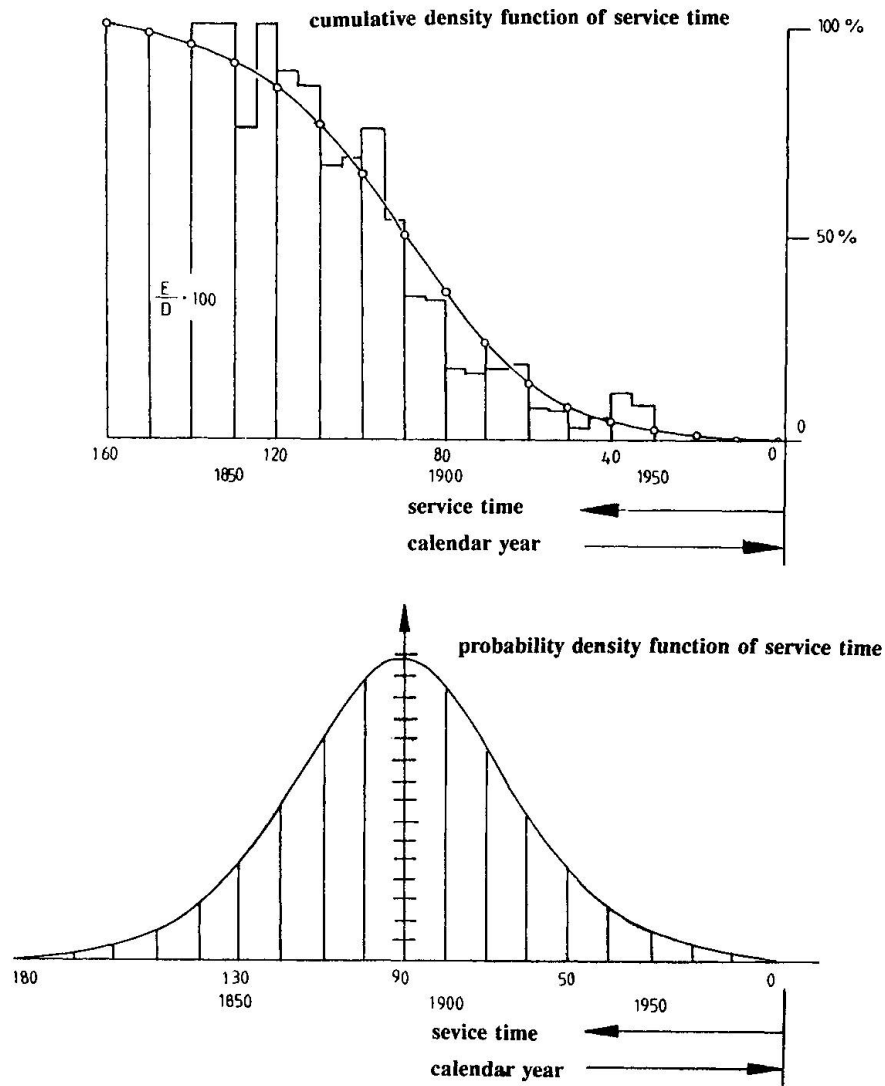 cumulative density function of service time
100 %
50 %
E/D · 100
0
160 120 80 40 0
1850 1900 1950
service time
calendar year
probability density function of service time
180 130 90 50 0
1850 1900 1950
sevice time
calendar year